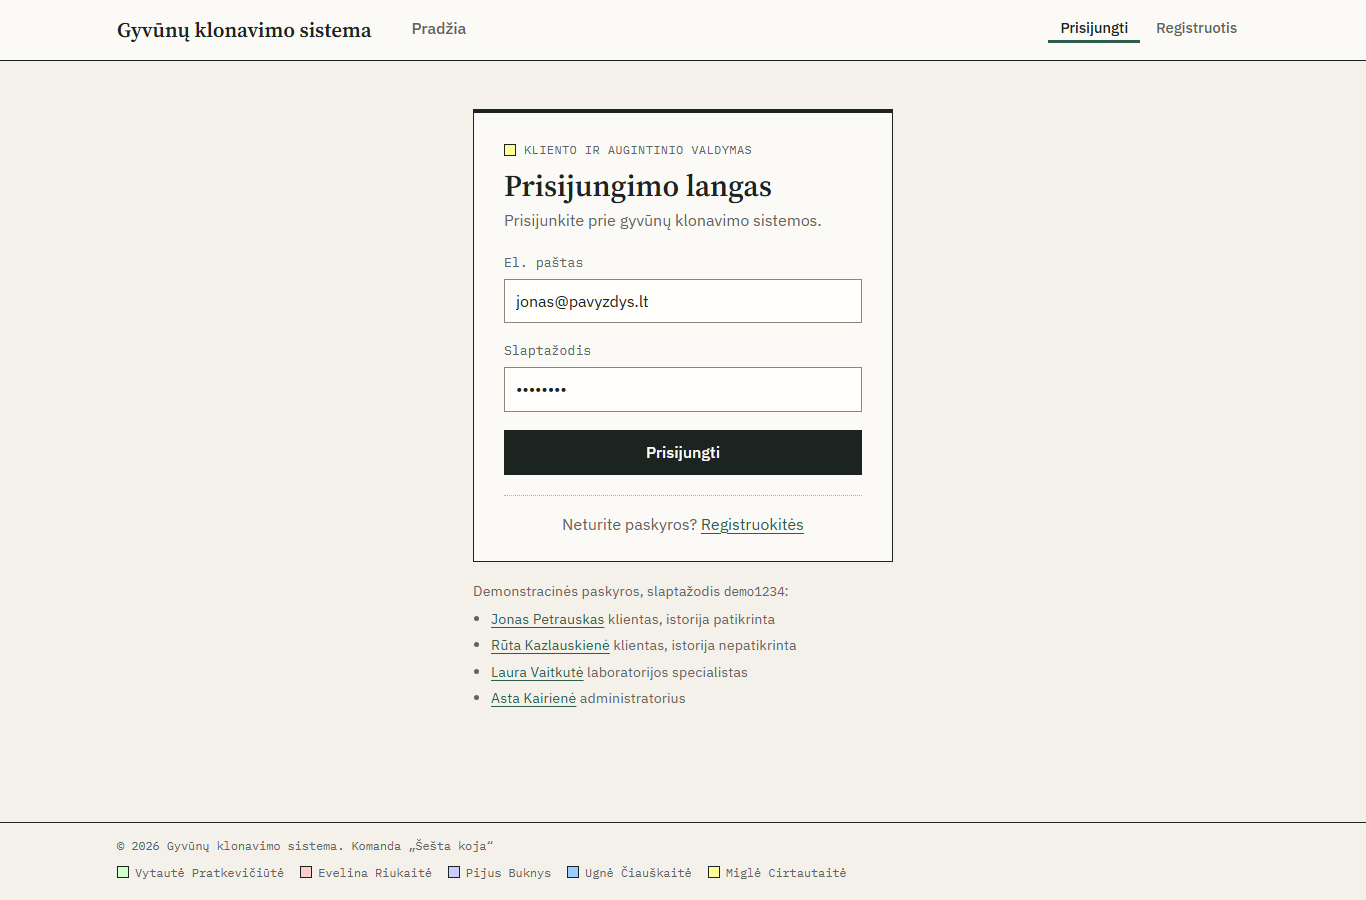 Gyvūnų klonavimo sistema
Pradžia
Prisijungti
Registruotis
KLIENTO IR AUGINTINIO VALDYMAS
Prisijungimo langas
Prisijunkite prie gyvūnų klonavimo sistemos.
El. paštas
jonas@pavyzdys.lt
Slaptažodis
••••••••
Prisijungti
Neturite paskyros? Registruokitės
Demonstracinės paskyros, slaptažodis demo1234:
Jonas Petrauskas klientas, istorija patikrinta
Rūta Kazlauskienė klientas, istorija nepatikrinta
Laura Vaitkutė laboratorijos specialistas
Asta Kairienė administratorius
© 2026 Gyvūnų klonavimo sistema. Komanda „Šešta koja“
Vytautė Pratkevičiūtė Evelina Riukaitė Pijus Buknys Ugnė Čiauškaitė Miglė Cirtautaitė